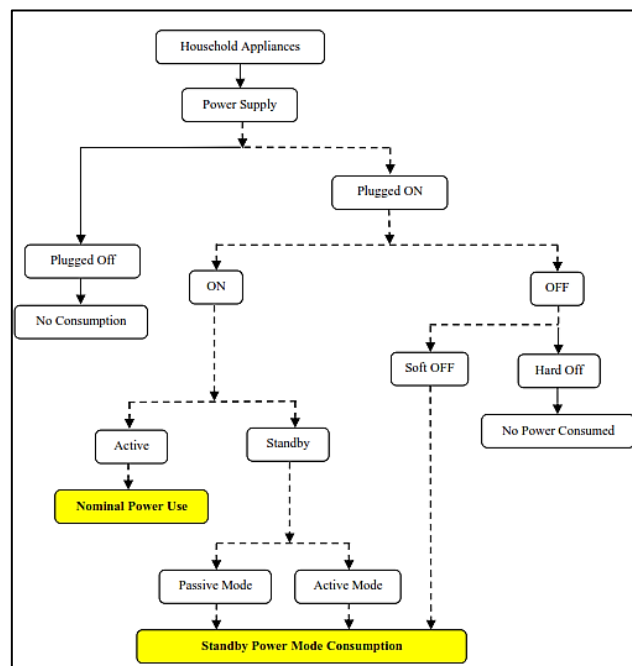 Household Appliances
Power Supply
Plugged ON
Plugged Off
ON
OFF
No Consumption
Soft OFF
Hard Off
No Power Consumed
Active
Standby
Nominal Power Use
Passive Mode
Active Mode
Standby Power Mode Consumption